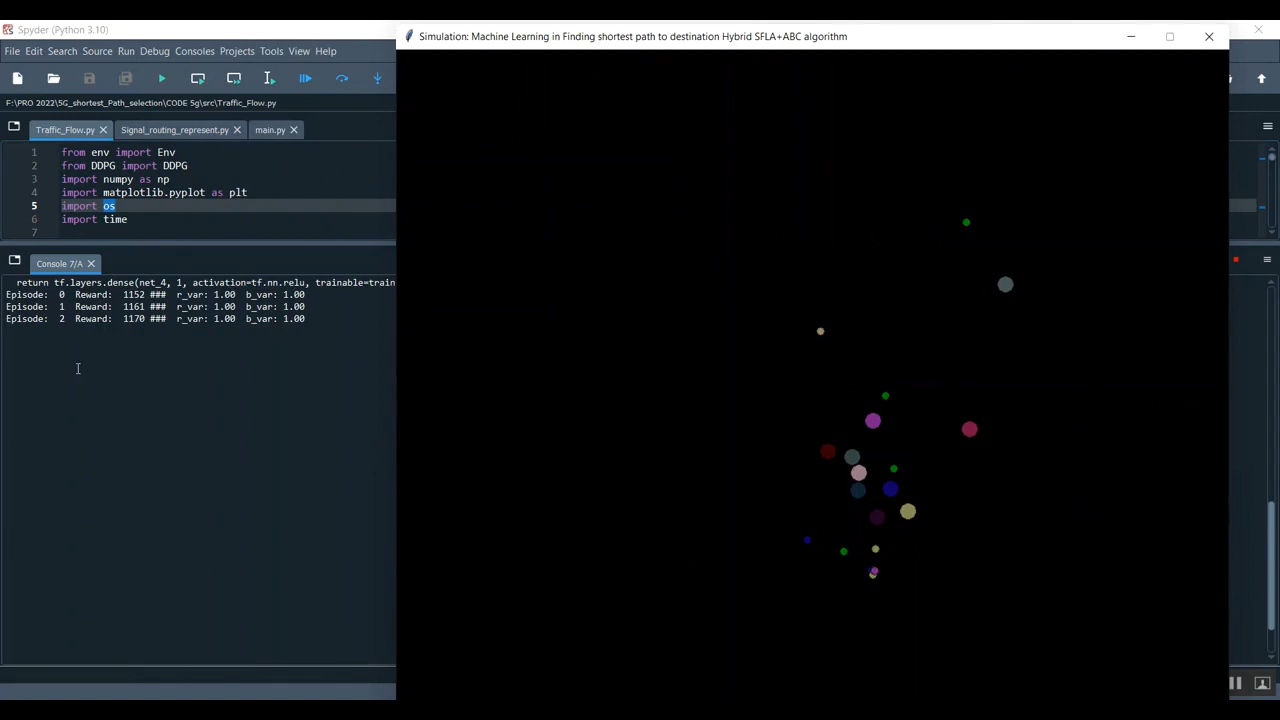 Spyder (Python 3.10)
Simulation: Machine Learning in Finding shortest path to destination Hybrid SFLA+ABC algorithm
File Edit Search Source Run Debug Consoles Projects Tools View Help
F:\PRO 2022\5G_shortest_Path_selection\CODE 5g\src\Traffic_Flow.py
Traffic_Flow.py Signal_routing_represent.py main.py
1 from env import Env
2 from DDPG import DDPG
3 import numpy as np
4 import matplotlib.pyplot as plt
5 import os
6 import time
7
Console 7/A
return tf.layers.dense(net_4, 1, activation=tf.nn.relu, trainable=train
Episode: 0 Reward: 1152 ### r_var: 1.00 b_var: 1.00
Episode: 1 Reward: 1161 ### r_var: 1.00 b_var: 1.00
Episode: 2 Reward: 1170 ### r_var: 1.00 b_var: 1.00